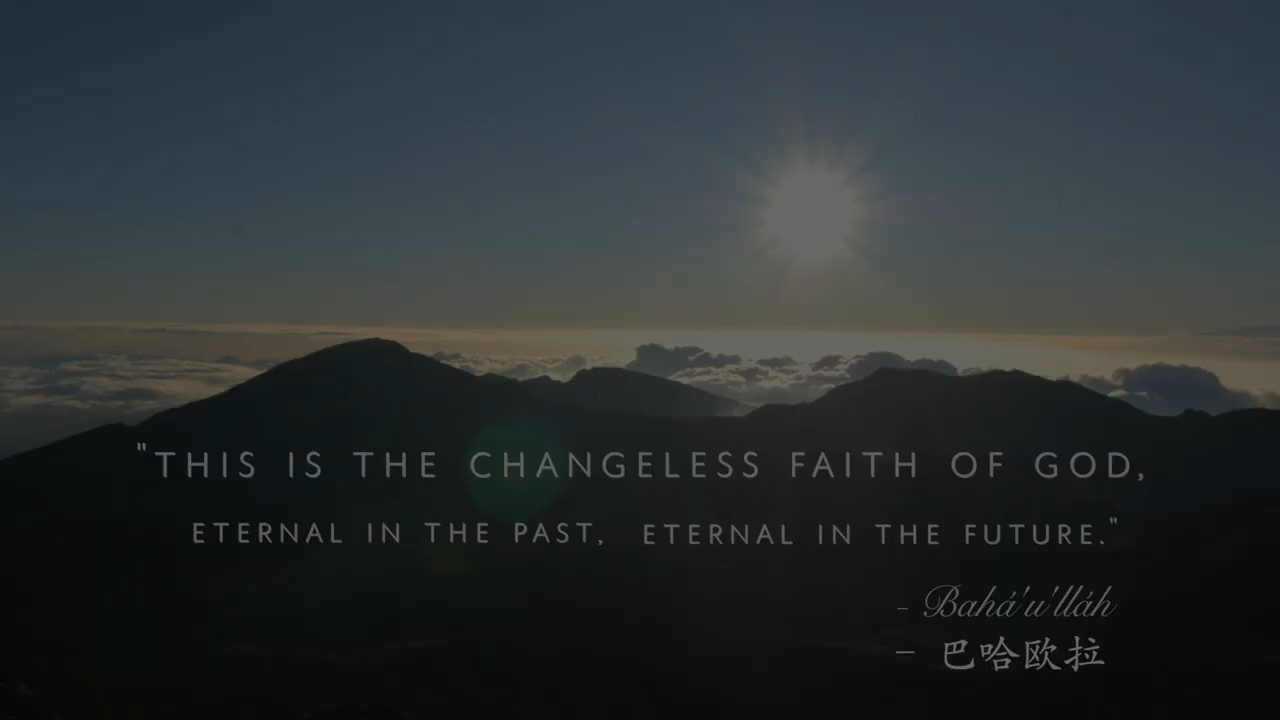 "THIS IS THE CHANGELESS FAITH OF GOD,
ETERNAL IN THE PAST, ETERNAL IN THE FUTURE."
- Bahá'u'lláh
- 巴哈欧拉